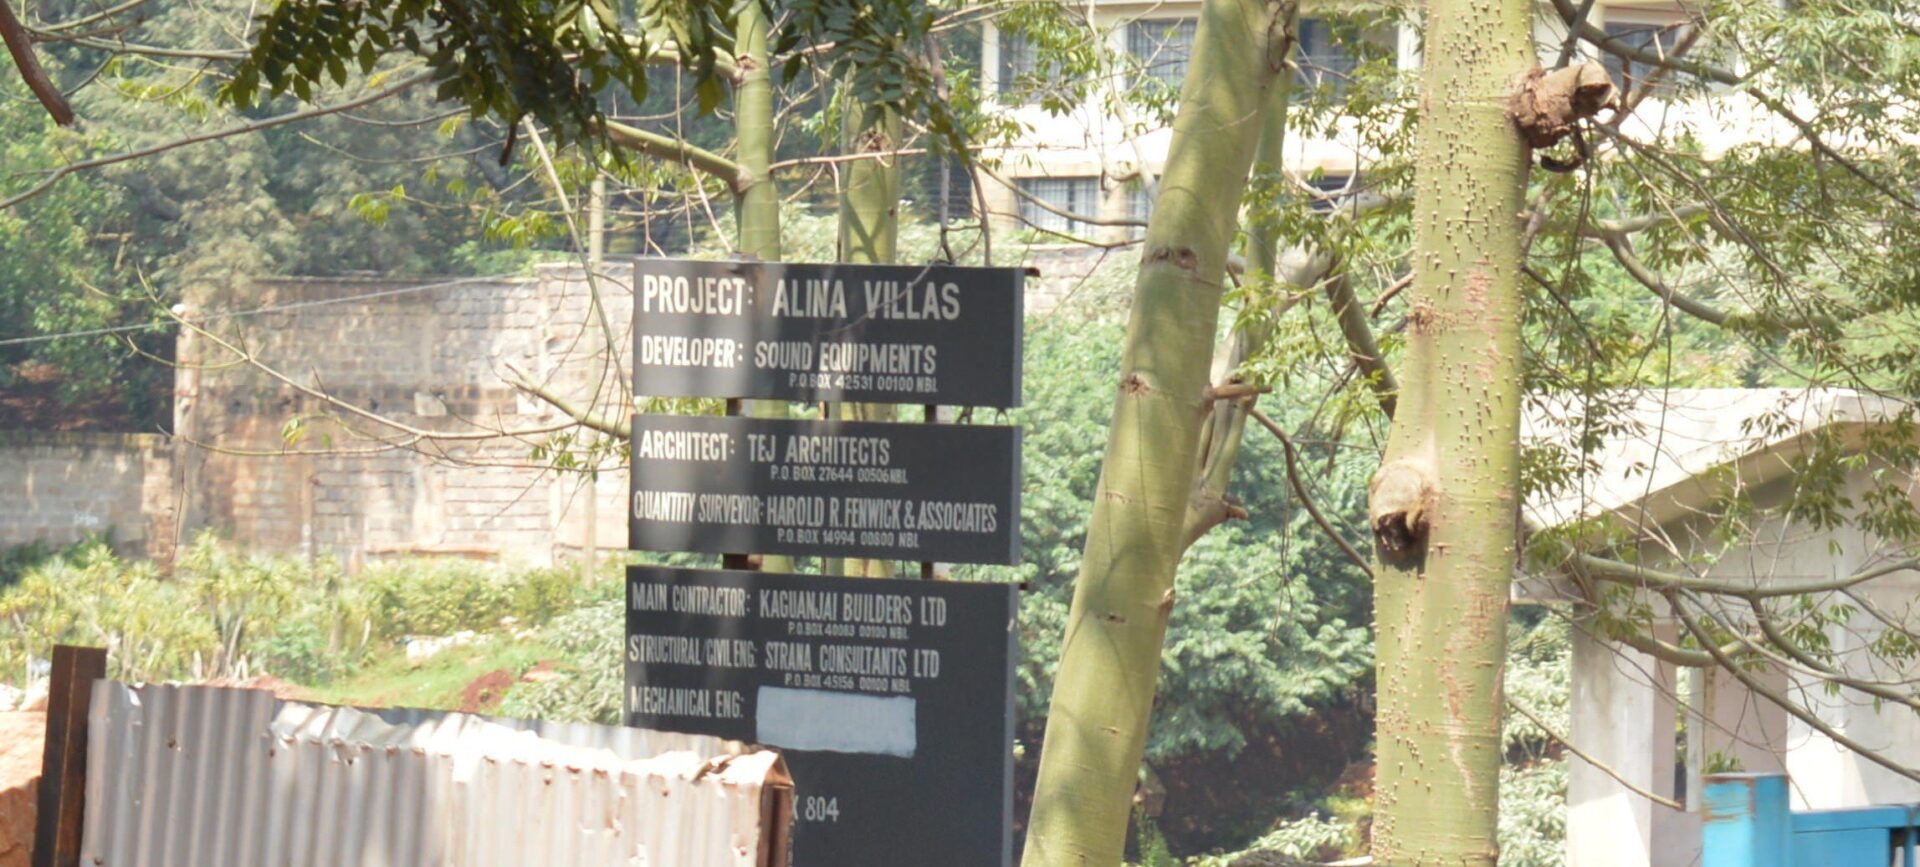 PROJECT: ALINA VILLAS
DEVELOPER: SOUND EQUIPMENTS
P.O BOX 42531 00100 NBI.
ARCHITECT: TEJ ARCHITECTS
P.O. BOX 27644 00506 NBI.
QUANTITY SURVEYOR: HAROLD R. FENWICK & ASSOCIATES
P.O. BOX 14994 00800 NBI.
MAIN CONTRACTOR: KAGUANJAI BUILDERS LTD
P.O. BOX 40083 00100 NBI.
STRUCTURAL/CIVIL ENG: STRANA CONSULTANTS LTD
P.O BOX 45156 00100 NBI.
MECHANICAL ENG:
X 804